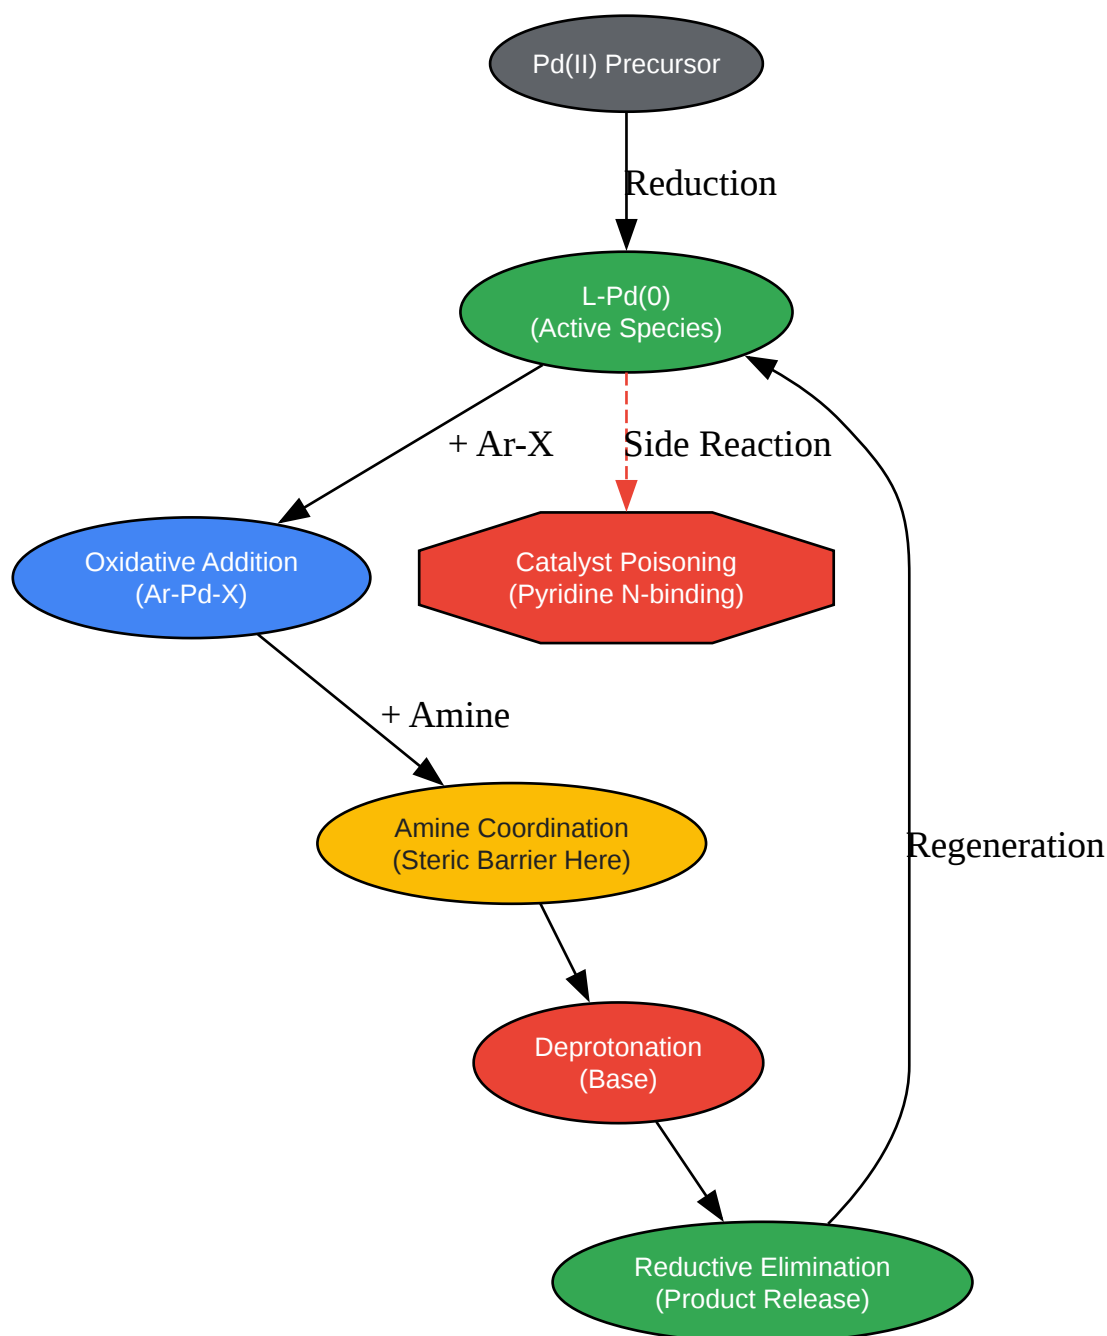 Pd(II) Precursor
Reduction
L-Pd(0)
(Active Species)
+ Ar-X
Side Reaction
Oxidative Addition
(Ar-Pd-X)
Catalyst Poisoning
(Pyridine N-binding)
+ Amine
Amine Coordination
(Steric Barrier Here)
Regeneration
Deprotonation
(Base)
Reductive Elimination
(Product Release)